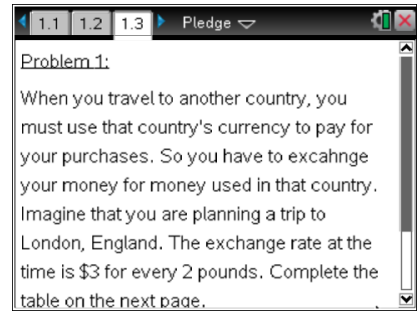 1.1 1.2 1.3 Pledge
Problem 1:
When you travel to another country, you
must use that country's currency to pay for
your purchases. So you have to excahnge
your money for money used in that country.
Imagine that you are planning a trip to
London, England. The exchange rate at the
time is $3 for every 2 pounds. Complete the
table on the next page.